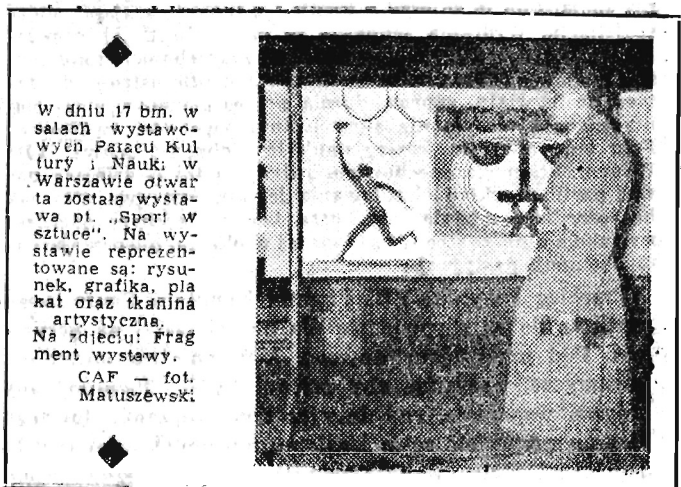 W dniu 17 bm. w
salach wystawo-
wych Pałacu Kul
tury i Nauki w
Warszawie otwar
ta została wysta-
wa pt. „Sport w
sztuce". Na wy-
stawie reprezen-
towane są: rysu-
nek, grafika, pla
kat oraz tkanina
artystyczna.
Na zdjęciu: Frag
ment wystawy.
CAF — fot.
Matuszewski